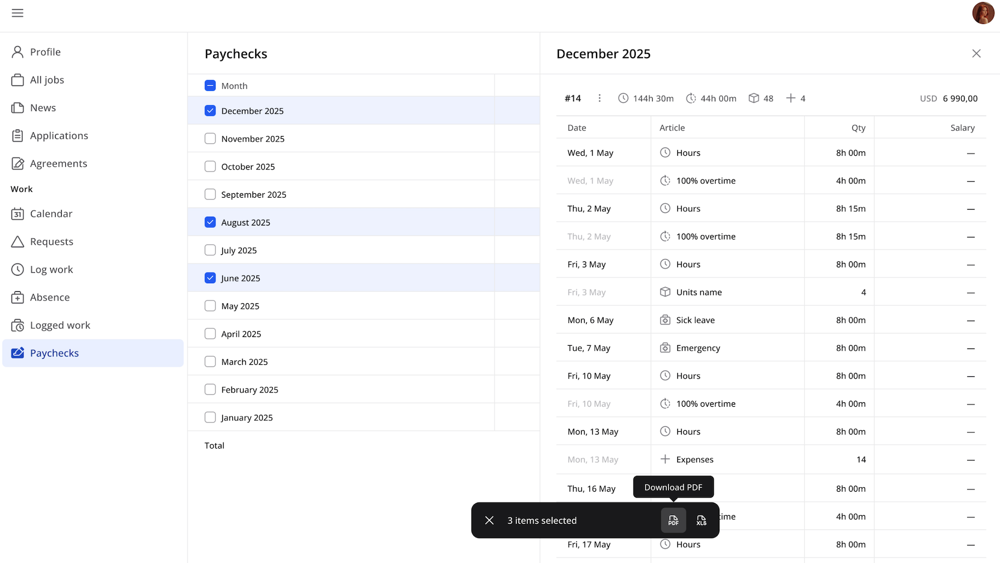 Profile
All jobs
News
Applications
Agreements
Work
31 Calendar
Requests
Log work
Absence
Logged work
Paychecks
Paychecks
Month
December 2025
November 2025
October 2025
September 2025
August 2025
July 2025
June 2025
May 2025
April 2025
March 2025
February 2025
January 2025
Total
December 2025
#14 144h 30m 44h 00m 48 4 USD 6 990,00
Date Article Qty Salary
Wed, 1 May Hours 8h 00m —
Wed, 1 May 100% overtime 4h 00m —
Thu, 2 May Hours 8h 15m —
Thu, 2 May 100% overtime 8h 15m —
Fri, 3 May Hours 8h 00m —
Fri, 3 May Units name 4 —
Mon, 6 May Sick leave 8h 00m —
Tue, 7 May Emergency 8h 00m —
Fri, 10 May Hours 8h 00m —
Fri, 10 May 100% overtime 4h 00m —
Mon, 13 May Hours 8h 00m —
Mon, 13 May Expenses 14 —
Thu, 16 May 8h 00m —
time 4h 00m —
Fri, 17 May Hours 8h 00m —
Download PDF
3 items selected PDF XLS